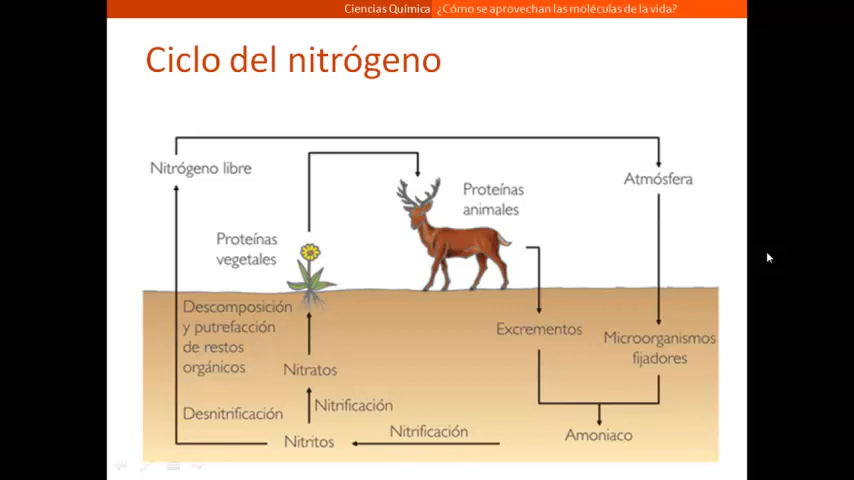 Ciencias Química ¿Cómo se aprovechan las moléculas de la vida?
Ciclo del nitrógeno
Nitrógeno libre
Atmósfera
Proteínas
animales
Proteínas
vegetales
Descomposición
y putrefacción
de restos
orgánicos
Excrementos
Microorganismos
fijadores
Nitratos
Nitrificación
Desnitrificación
Nitritos
Nitrificación
Amoniaco